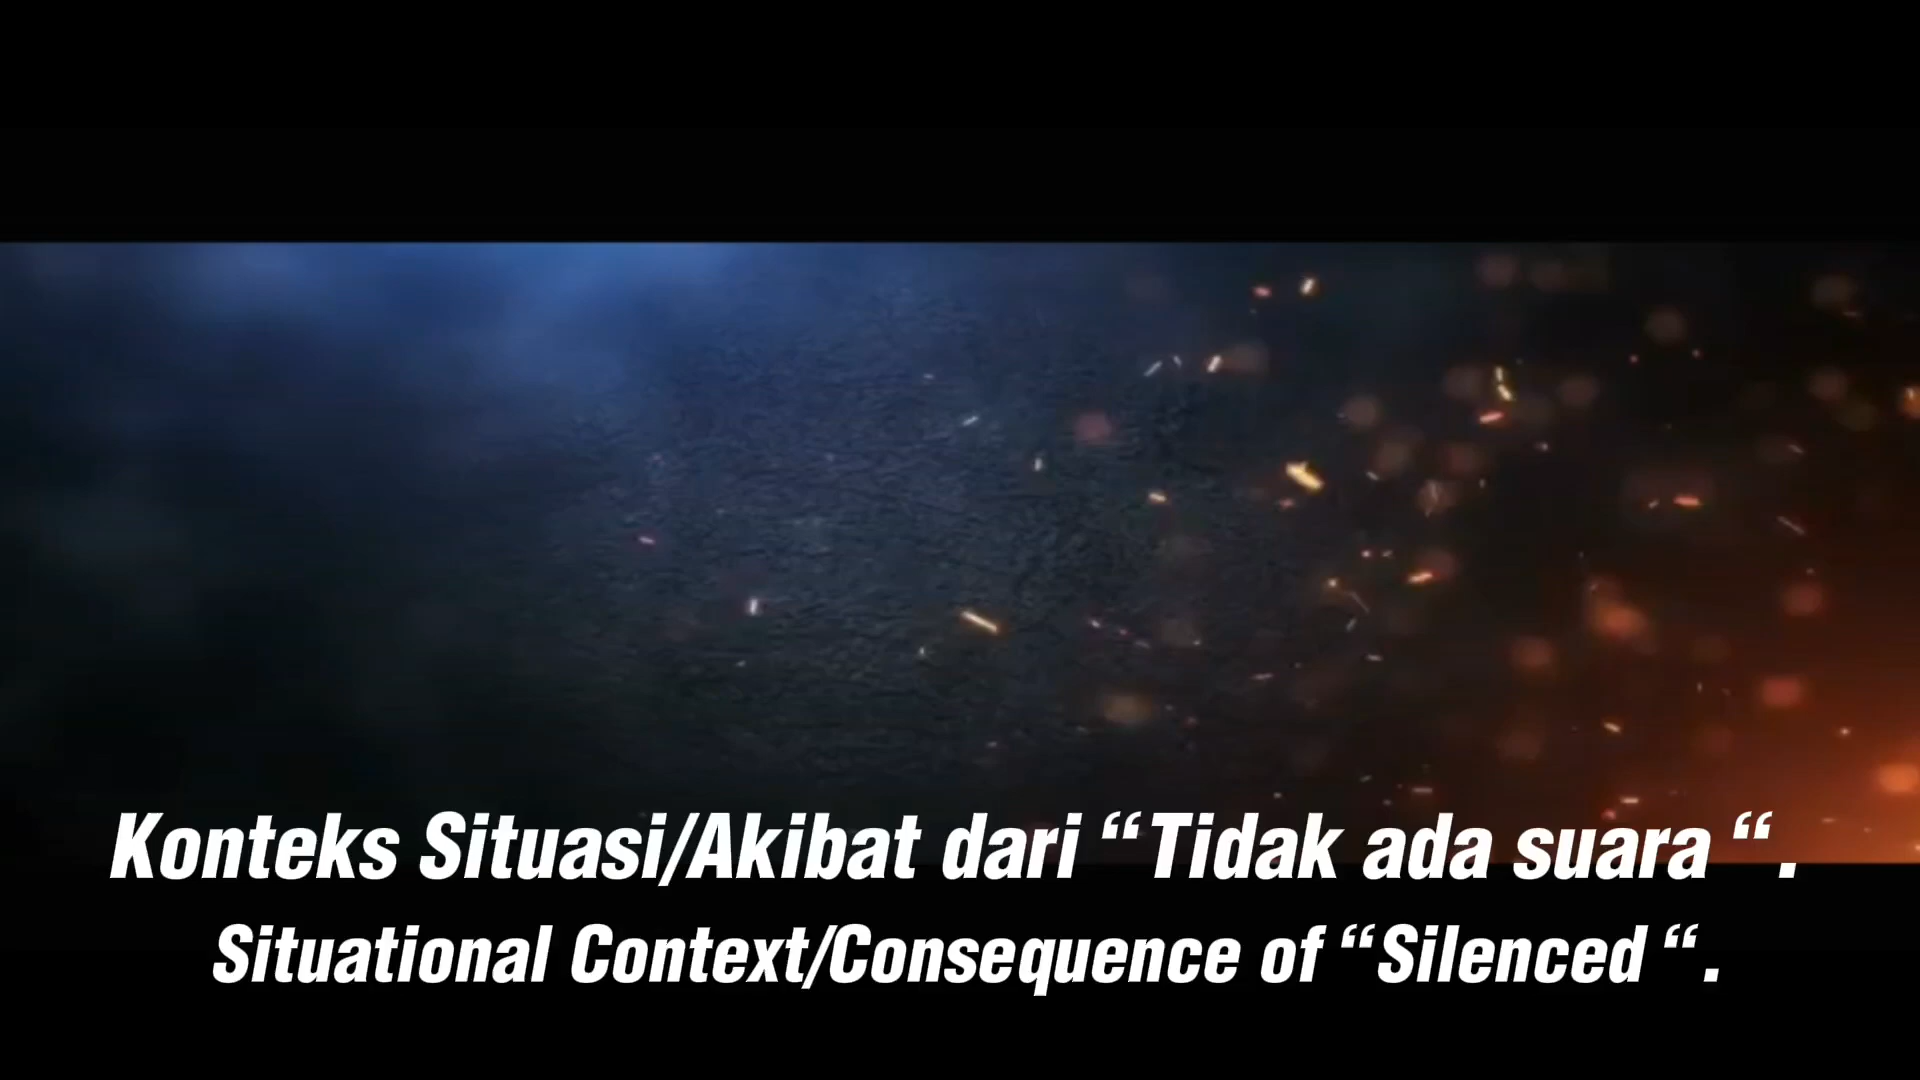 Konteks Situasi/Akibat dari “Tidak ada suara “.
Situational Context/Consequence of “Silenced “.